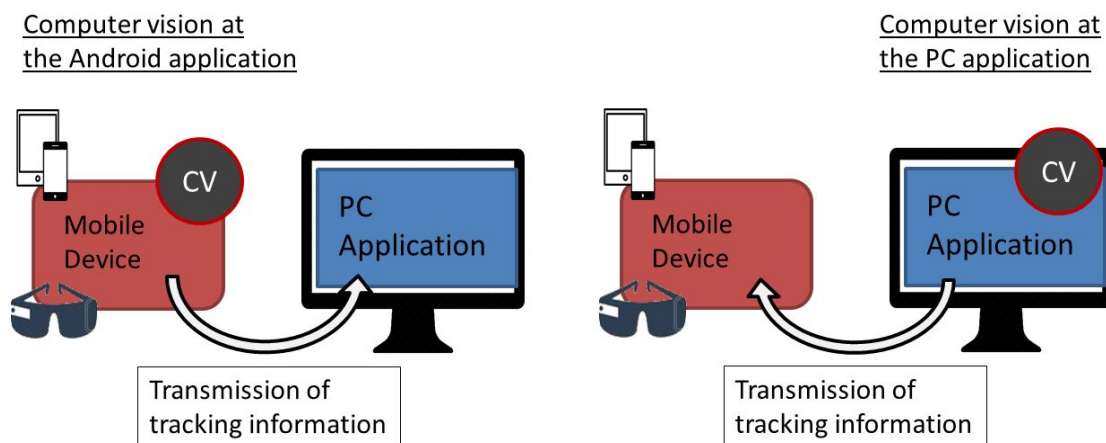 Computer vision at
the Android application
CV
Mobile
Device
PC
Application
Transmission of
tracking information
Computer vision at
the PC application
CV
Mobile
Device
PC
Application
Transmission of
tracking information